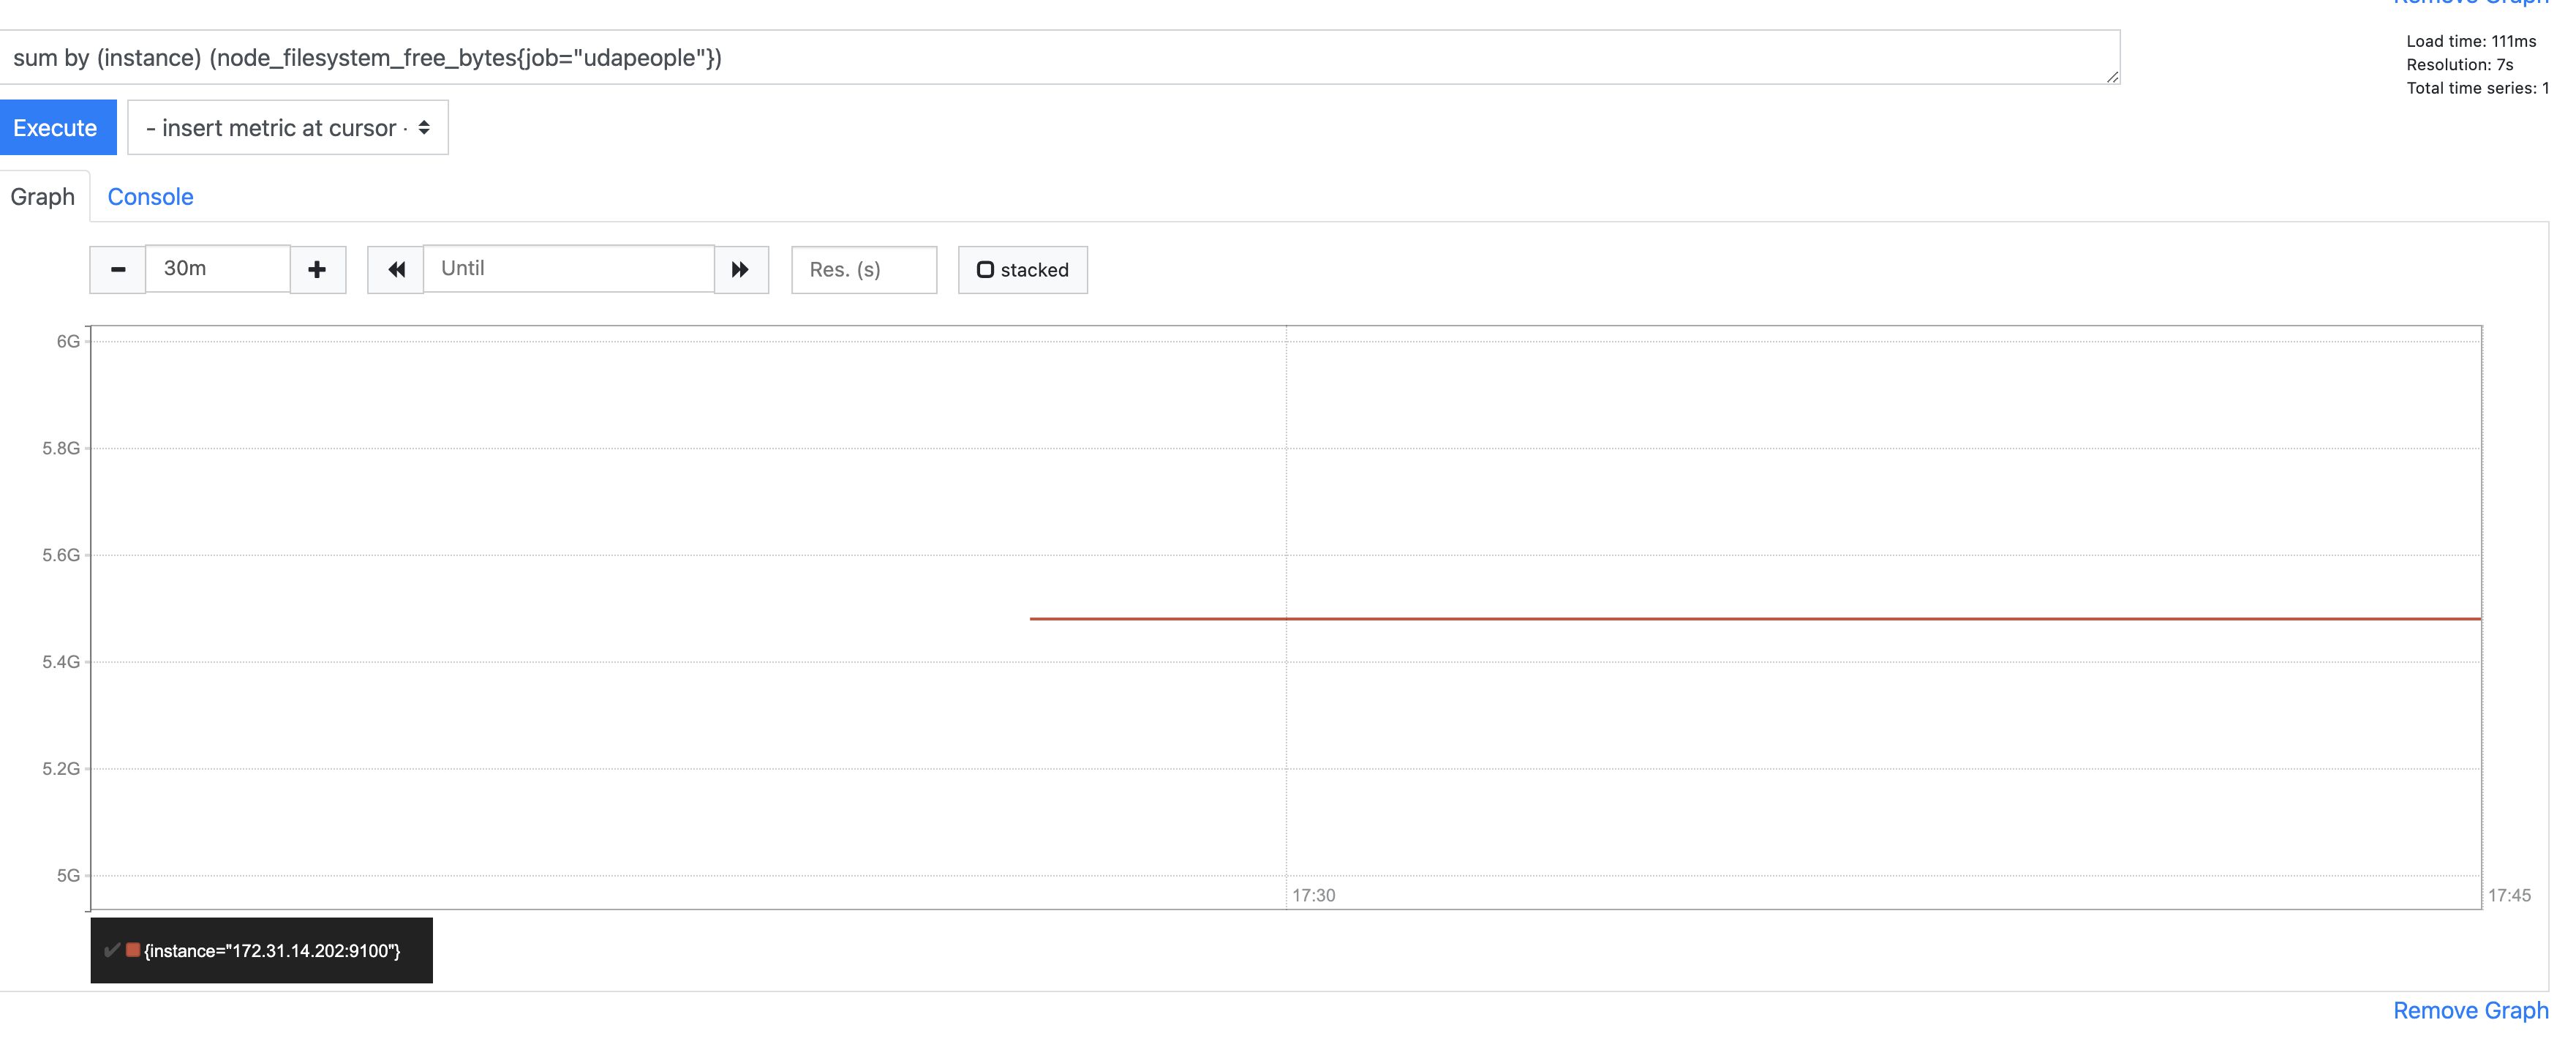 Remove Graph
sum by (instance) (node_filesystem_free_bytes{job="udapeople"})
Load time: 111ms
Resolution: 7s
Total time series: 1
Execute
- insert metric at cursor -
Graph
Console
30m
Until
Res. (s)
stacked
6G
5.8G
5.6G
5.4G
5.2G
5G
17:30
17:45
{instance="172.31.14.202:9100"}
Remove Graph